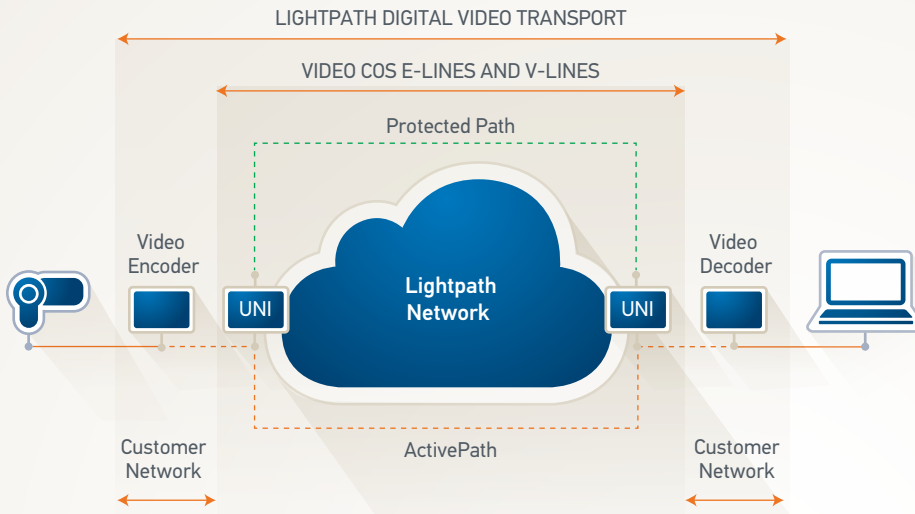 LIGHTPATH DIGITAL VIDEO TRANSPORT
VIDEO COS E-LINES AND V-LINES
Protected Path
Video
Encoder
Video
Decoder
UNI
Lightpath
Network
UNI
ActivePath
Customer
Network
Customer
Network